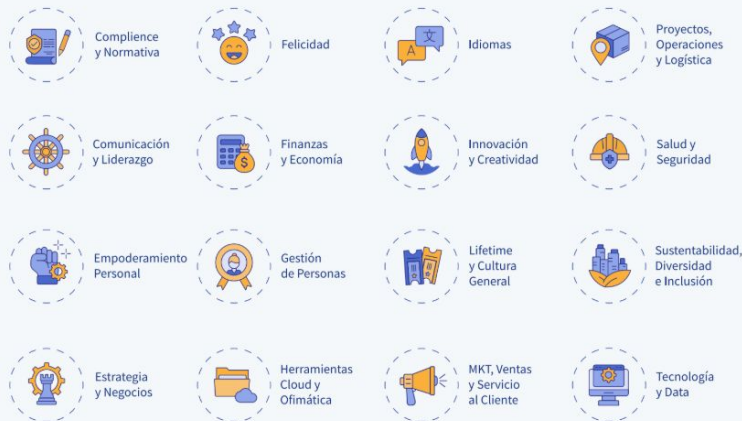 Complience
y Normativa
Felicidad
A
文
Idiomas
Proyectos,
Operaciones
y Logística
Comunicación
y Liderazgo
$
Finanzas
y Economía
Innovación
y Creatividad
Salud y
Seguridad
Empoderamiento
Personal
Gestión
de Personas
Lifetime
y Cultura
General
Sustentabilidad,
Diversidad
e Inclusión
Estrategia
y Negocios
Herramientas
Cloud y
Ofimática
MKT, Ventas
y Servicio
al Cliente
Tecnología
y Data